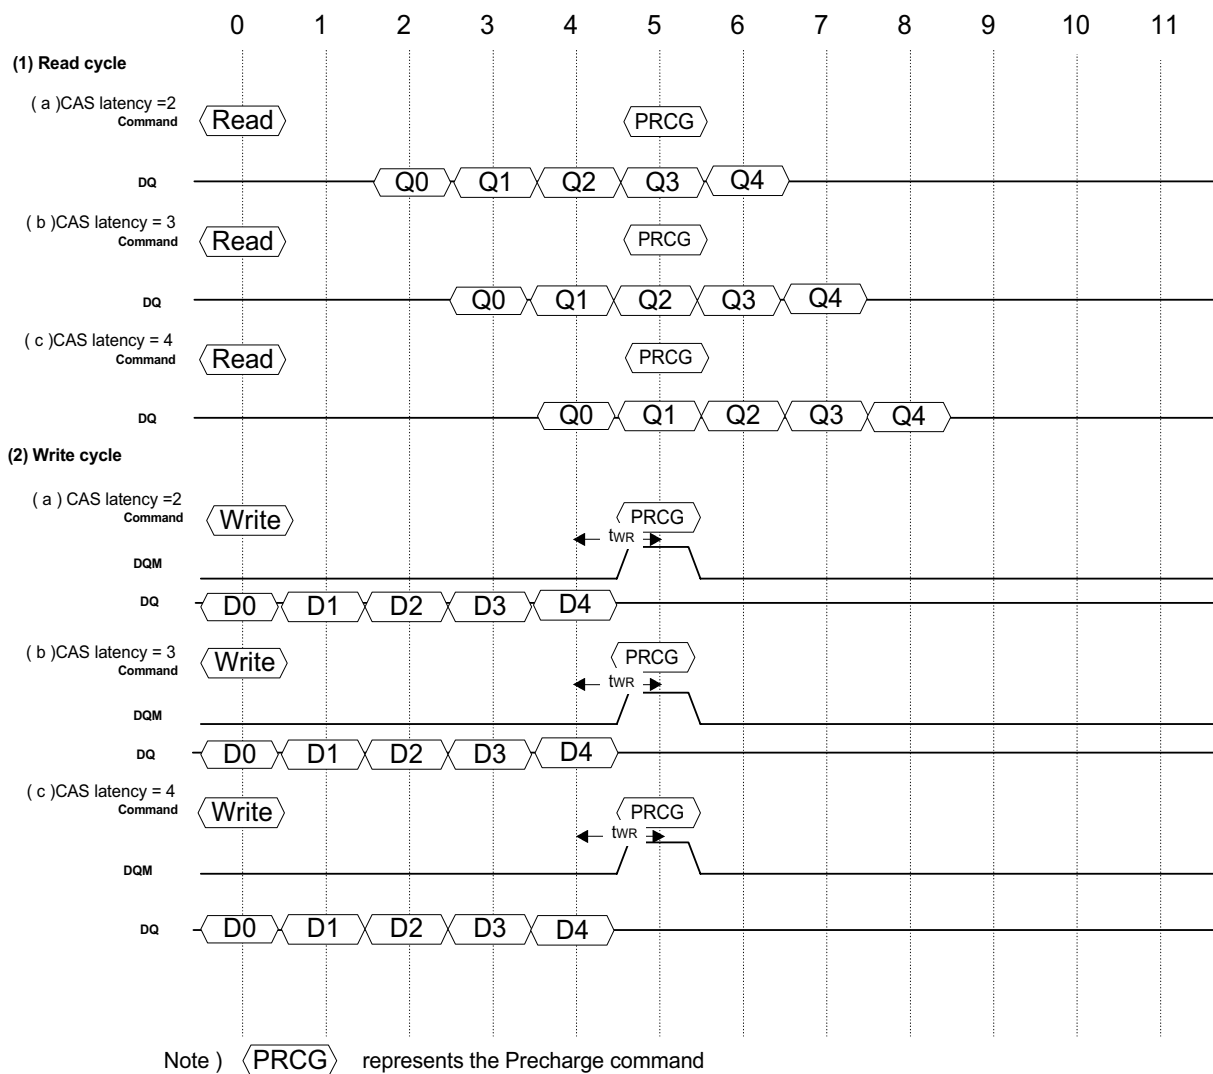 0 1 2 3 4 5 6 7 8 9 10 11
(1) Read cycle
( a )CAS latency =2
Command Read PRCG
DQ Q0 Q1 Q2 Q3 Q4
( b )CAS latency = 3
Command Read PRCG
DQ Q0 Q1 Q2 Q3 Q4
( c )CAS latency = 4
Command Read PRCG
DQ Q0 Q1 Q2 Q3 Q4
(2) Write cycle
( a ) CAS latency =2
Command Write PRCG
tWR
DQM
DQ D0 D1 D2 D3 D4
( b )CAS latency = 3
Command Write PRCG
tWR
DQM
DQ D0 D1 D2 D3 D4
( c )CAS latency = 4
Command Write PRCG
tWR
DQM
DQ D0 D1 D2 D3 D4
Note ) PRCG represents the Precharge command